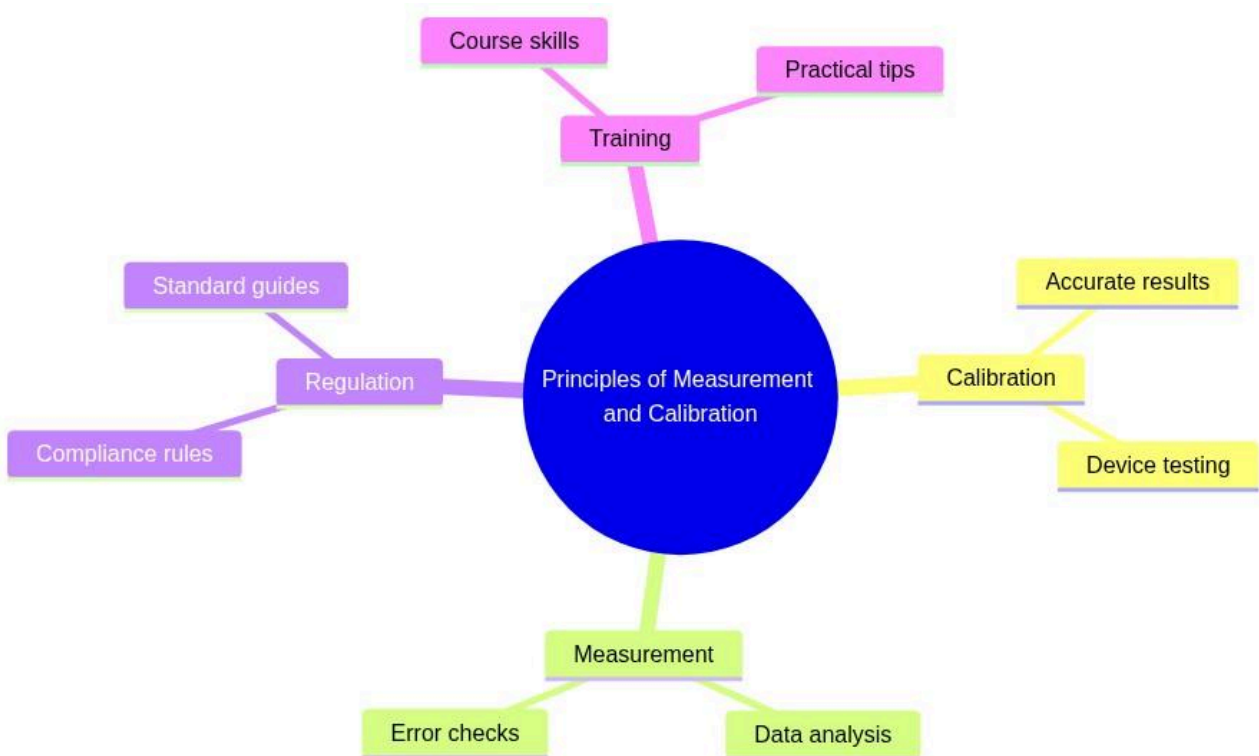 Course skills
Practical tips
Training
Standard guides
Accurate results
Regulation
Principles of Measurement
and Calibration
Calibration
Compliance rules
Device testing
Measurement
Error checks
Data analysis